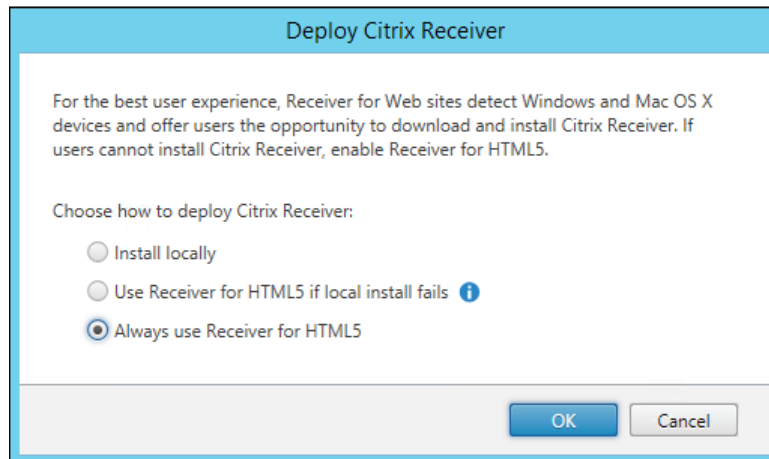 Deploy Citrix Receiver
For the best user experience, Receiver for Web sites detect Windows and Mac OS X
devices and offer users the opportunity to download and install Citrix Receiver. If
users cannot install Citrix Receiver, enable Receiver for HTML5.
Choose how to deploy Citrix Receiver:
Install locally
Use Receiver for HTML5 if local install fails
Always use Receiver for HTML5
OK Cancel